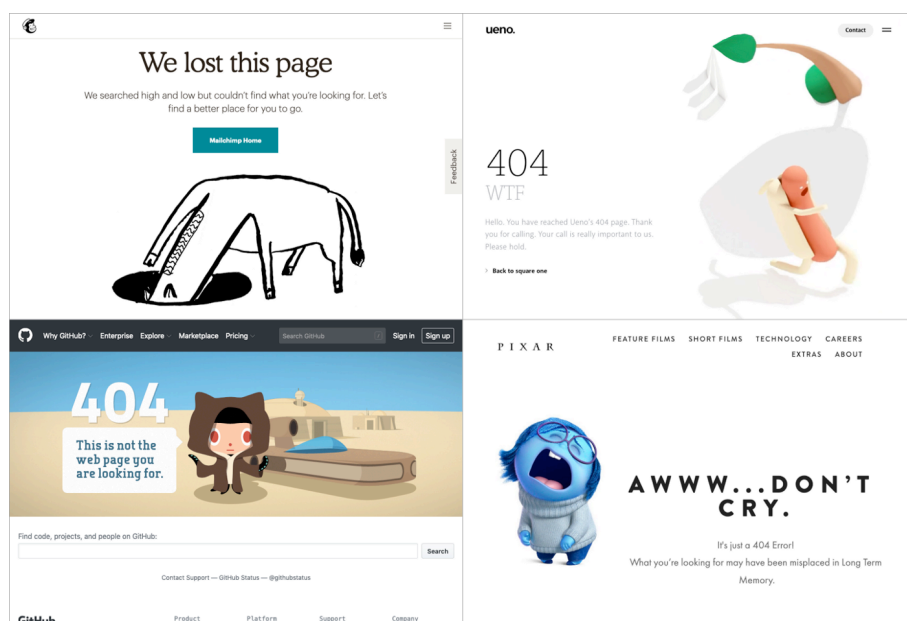 We lost this page
We searched high and low but couldn't find what you're looking for. Let's
find a better place for you to go.
Mailchimp Home
Feedback
ueno.
Contact
404
WTF
Hello. You have reached Ueno's 404 page. Thank
you for calling. Your call is really important to us.
Please hold.
Back to square one
Why GitHub? Enterprise Explore Marketplace Pricing
Search GitHub
/
Sign in Sign up
404
This is not the
web page you
are looking for.
Find code, projects, and people on GitHub:
Search
Contact Support — GitHub Status — @githubstatus
GitHub Product Platform Support Company
PIXAR
FEATURE FILMS SHORT FILMS TECHNOLOGY CAREERS
EXTRAS ABOUT
AWWW...DON'T
CRY.
It's just a 404 Error!
What you're looking for may have been misplaced in Long Term
Memory.